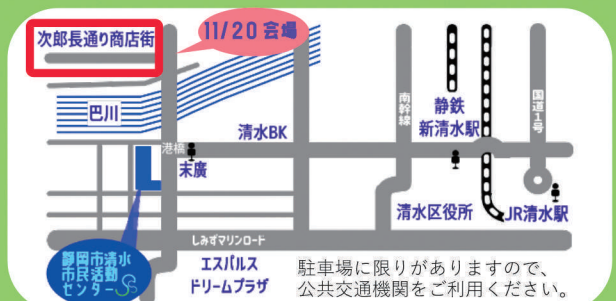 次郎長通り商店街
11/20 会場
巴川
清水BK
港橋
末廣
南幹線
静鉄
新清水駅
国道1号
清水区役所
JR清水駅
しみずマリンロード
静岡市清水
市民活動
センター
エスパルス
ドリームプラザ
駐車場に限りがありますので、
公共交通機関をご利用ください。